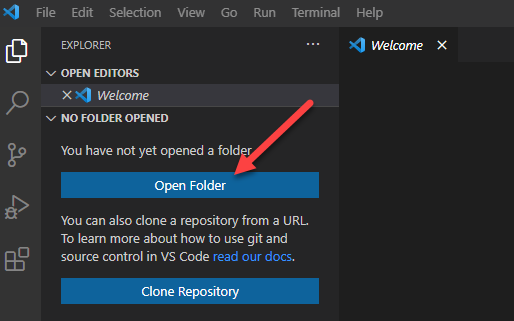 File Edit Selection View Go Run Terminal Help
EXPLORER
Welcome
OPEN EDITORS
Welcome
NO FOLDER OPENED
You have not yet opened a folder
Open Folder
You can also clone a repository from a URL.
To learn more about how to use git and
source control in VS Code read our docs.
Clone Repository